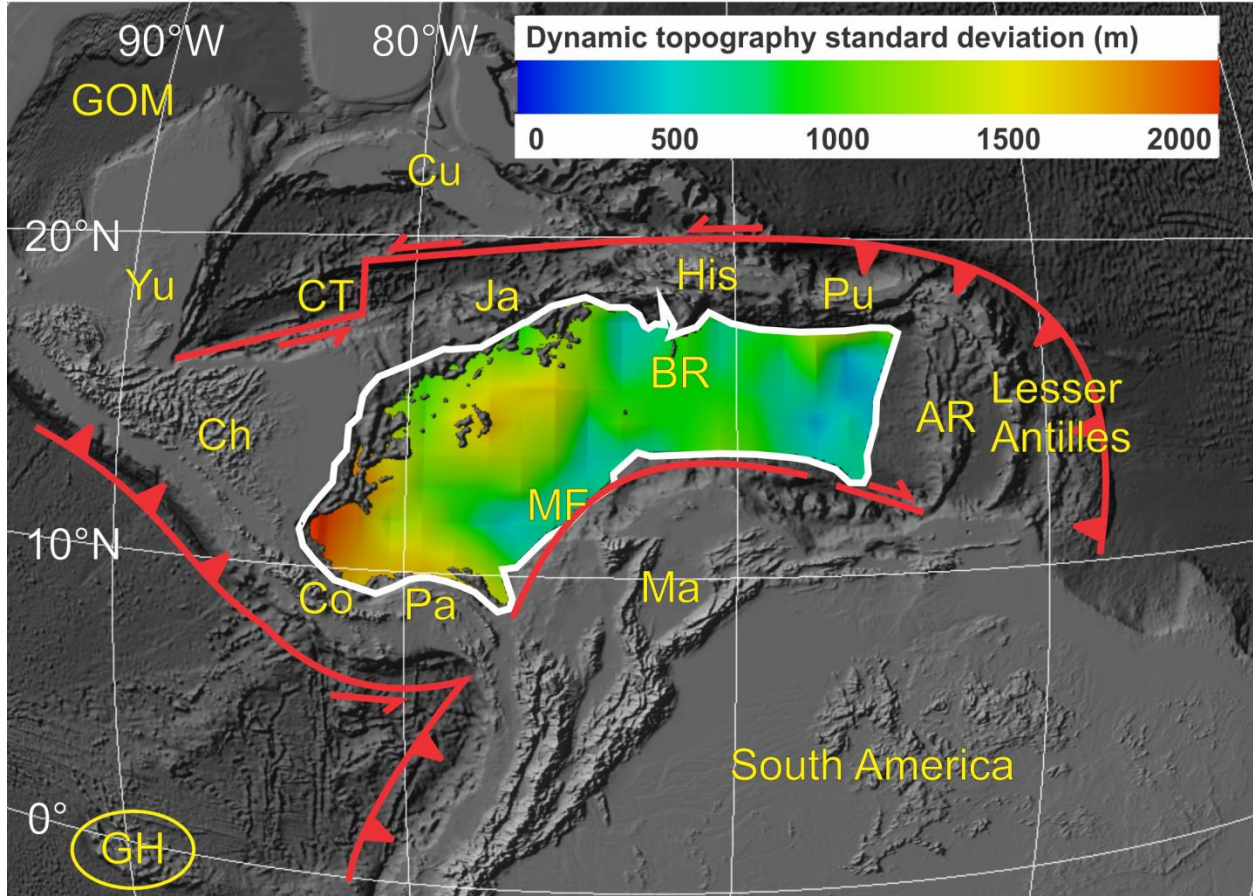 90°W
80°W
Dynamic topography standard deviation (m)
0 500 1000 1500 2000
GOM
Cu
20°N
Yu
CT
Ja
His
Pu
BR
Ch
AR
Lesser
Antilles
MF
10°N
Co
Pa
Ma
South America
0°
GH